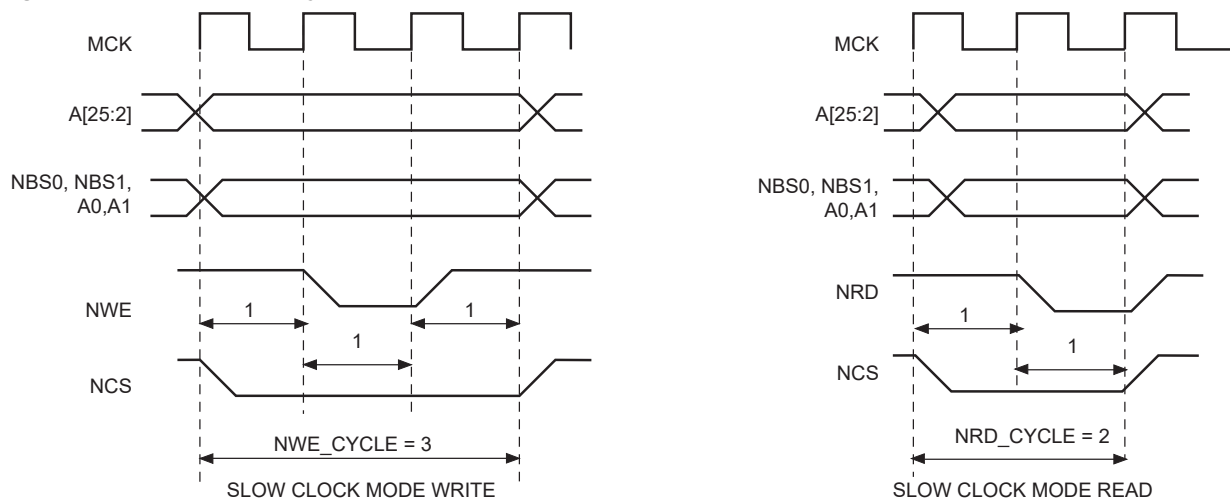 MCK
A[25:2]
NBS0, NBS1,
A0,A1
NWE
1
1
1
NCS
NWE_CYCLE = 3
SLOW CLOCK MODE WRITE
MCK
A[25:2]
NBS0, NBS1,
A0,A1
NRD
1
1
NCS
NRD_CYCLE = 2
SLOW CLOCK MODE READ